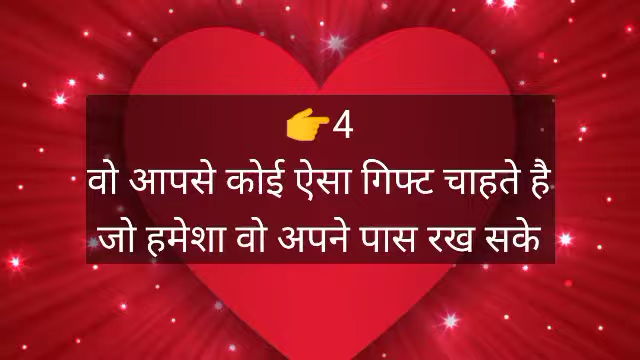 👉4
वो आपसे कोई ऐसा गिफ्ट चाहते है
जो हमेशा वो अपने पास रख सके